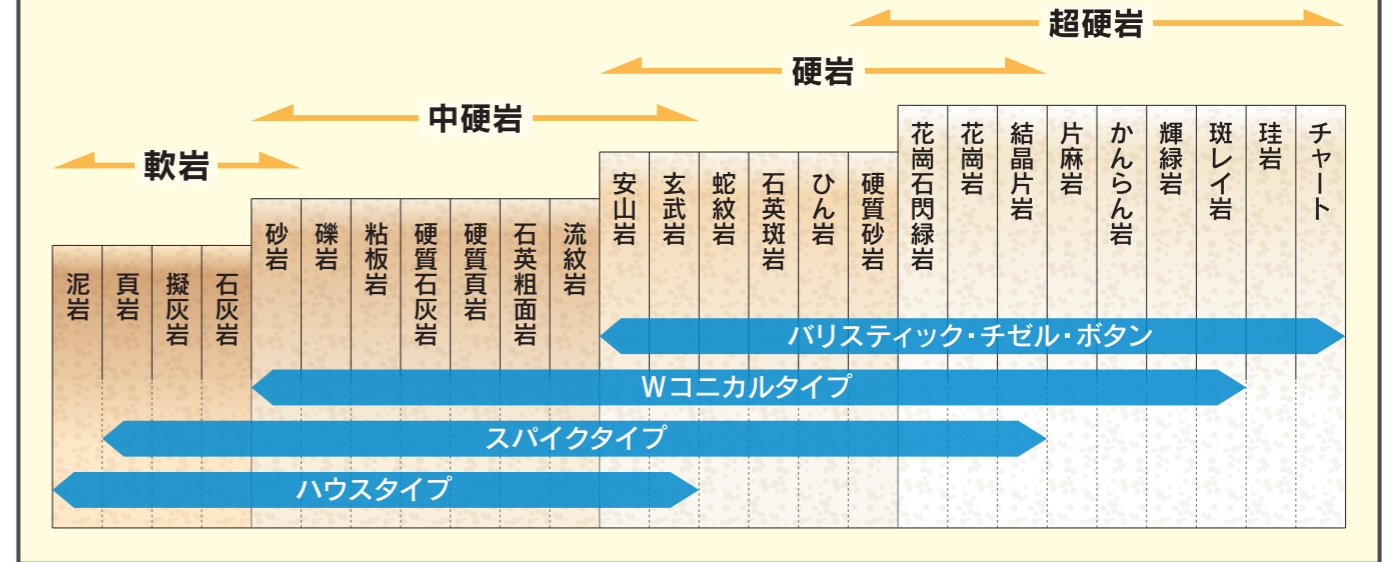 超硬岩
硬岩
中硬岩
軟岩
泥岩
頁岩
擬灰岩
石灰岩
砂岩
礫岩
粘板岩
硬質石灰岩
硬質頁岩
石英粗面岩
流紋岩
安山岩
玄武岩
蛇紋岩
石英斑岩
ひん岩
硬質砂岩
花崗石閃緑岩
花崗岩
結晶片岩
片麻岩
かんらん岩
輝緑岩
斑レイ岩
珪岩
チャート
バリスティック・チゼル・ボタン
Wコニカルタイプ
スパイクタイプ
ハウスタイプ